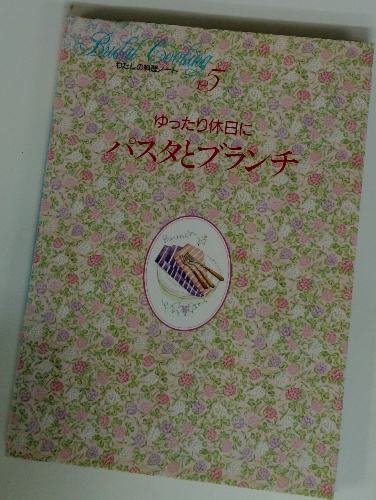 Cooking
わたしの料理ノート
5
ゆったり休日に
パスタとブランチ
Brunch